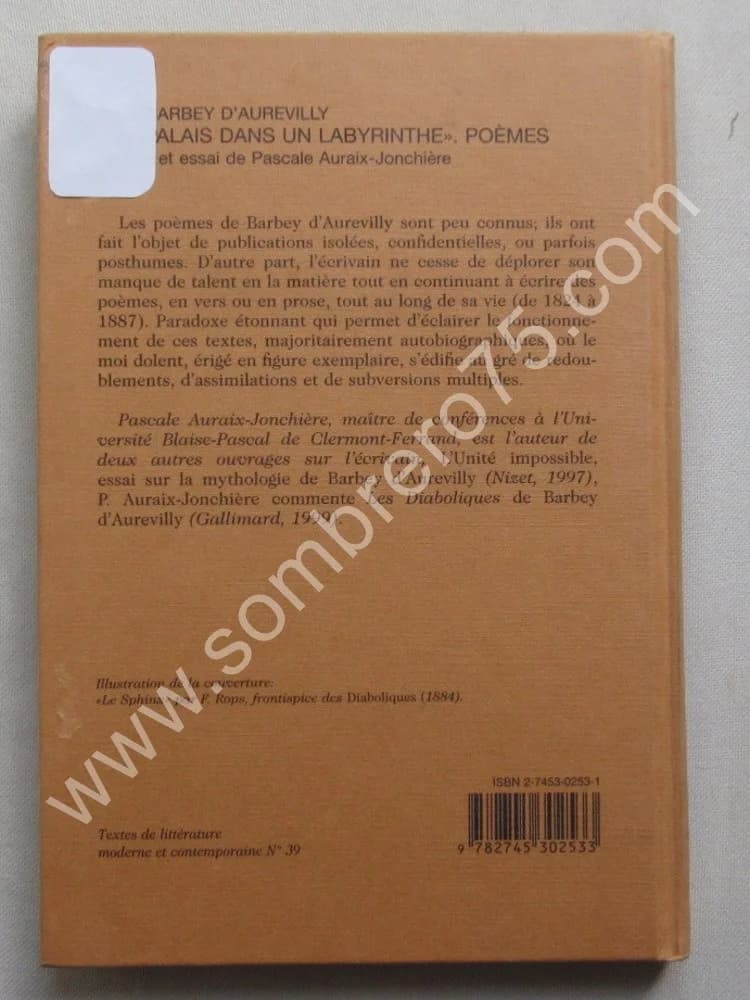 ARBEY D'AUREVILLY
ALAIS DANS UN LABYRINTHE». POÈMES
et essai de Pascale Auraix-Jonchière
Les poèmes de Barbey d'Aurevilly sont peu connus; ils ont
fait l'objet de publications isolées, confidentielles, ou parfois
posthumes. D'autre part, l'écrivain ne cesse de déplorer son
manque de talent en la matière tout en continuant à écrire des
poèmes, en vers ou en prose, tout au long de sa vie (de 1824 à
1887). Paradoxe étonnant qui permet d'éclairer le fonctionne-
ment de ces textes, majoritairement autobiographiques, où le
moi dolent, érigé en figure exemplaire, s'édifie au gré de redou-
blements, d'assimilations et de subversions multiples.
Pascale Auraix-Jonchière, maître de conférences à l'Uni-
versité Blaise-Pascal de Clermont-Ferrand, est l'auteur de
deux autres ouvrages sur l'écrivain, L'Unité impossible,
essai sur la mythologie de Barbey d'Aurevilly (Nizet, 1997),
P. Auraix-Jonchière commente Les Diaboliques de Barbey
d'Aurevilly (Gallimard, 1999).
Illustration de la couverture:
«Le Sphinx» par F. Rops, frontispice des Diaboliques (1884).
ISBN 2-7453-0253-1
9 782745 302533
Textes de littérature
moderne et contemporaine N° 39
www.sombrero75.com